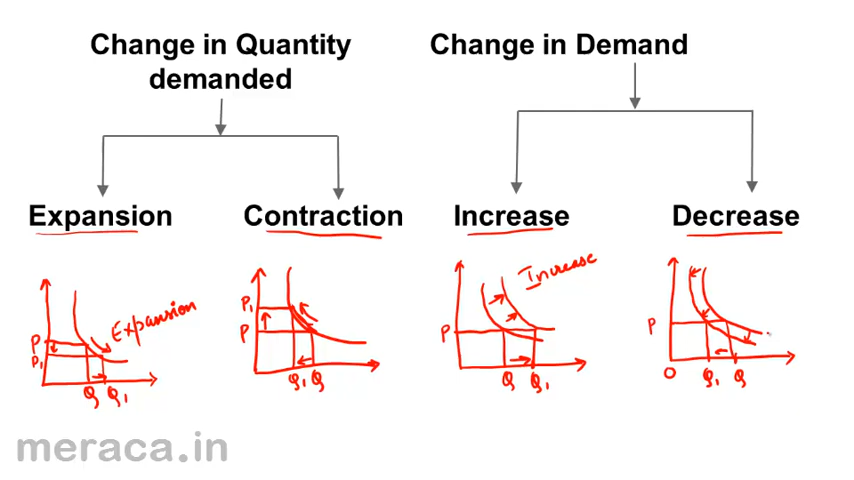 Change in Quantity
demanded
Change in Demand
Expansion
Contraction
Increase
Decrease
P
P1
Q Q1
Expansion
P1
P
Q1 Q
P
Q Q1
Increase
P
O
Q1 Q
meraca.in